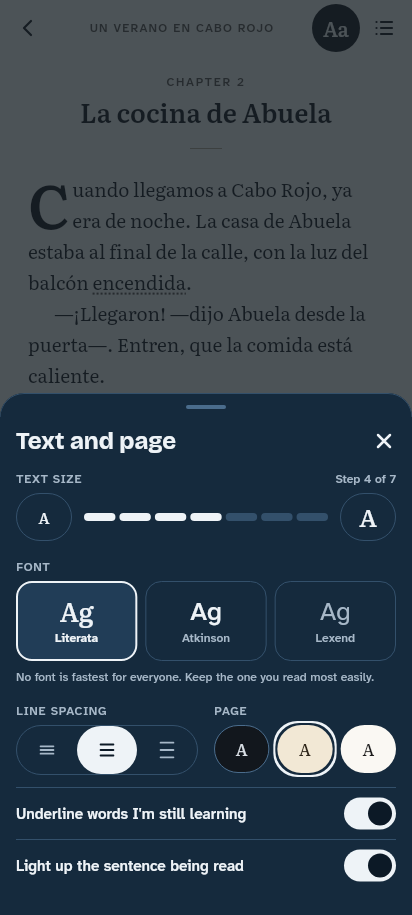 UN VERANO EN CABO ROJO
Aa
CHAPTER 2
La cocina de Abuela
Cuando llegamos a Cabo Rojo, ya
era de noche. La casa de Abuela
estaba al final de la calle, con la luz del
balcón encendida.
—¡Llegaron! —dijo Abuela desde la
puerta—. Entren, que la comida está
caliente.
Text and page
TEXT SIZE
Step 4 of 7
A
A
FONT
Ag
Literata
Ag
Atkinson
Ag
Lexend
No font is fastest for everyone. Keep the one you read most easily.
LINE SPACING
PAGE
A
A
A
Underline words I'm still learning
Light up the sentence being read